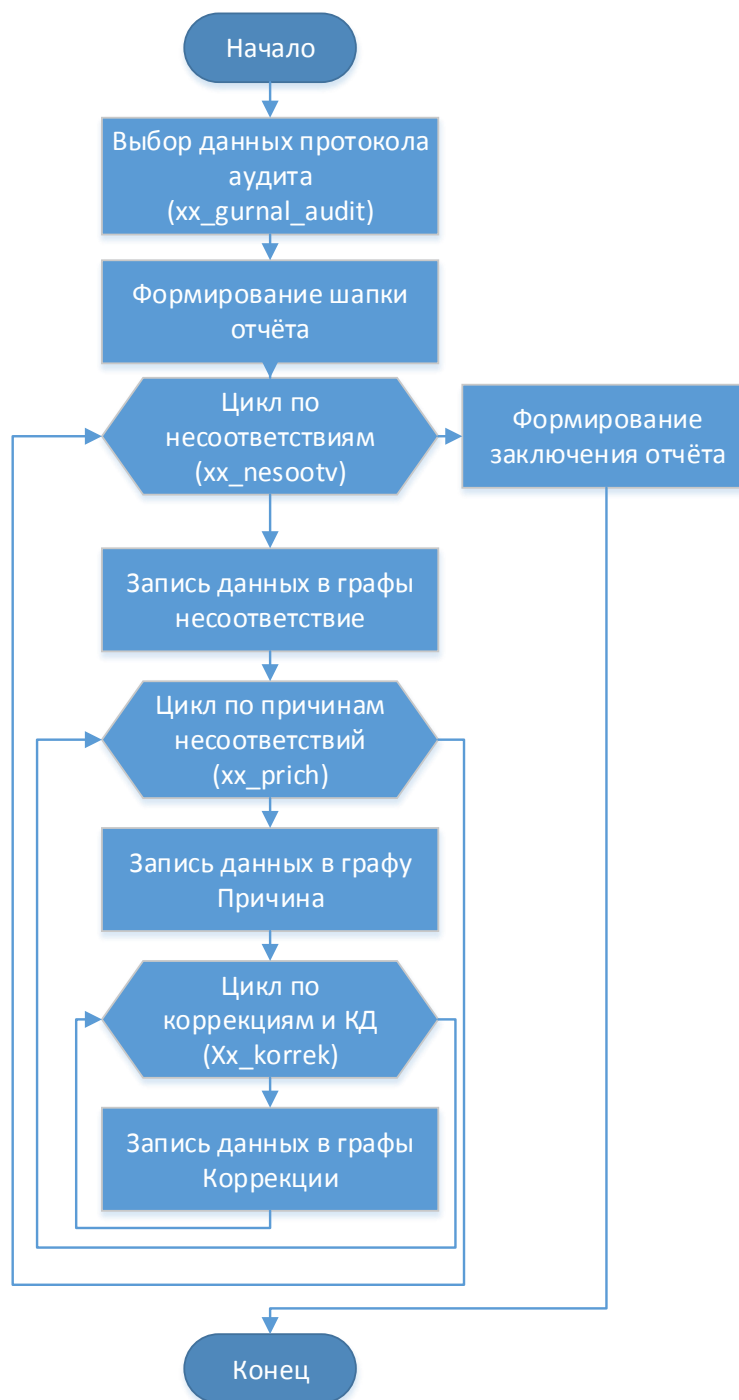 Начало
Выбор данных протокола
аудита
(xx_gurnal_audit)
Формирование шапки
отчёта
Цикл по
несоответствиям
(xx_nesootv)
Формирование
заключения отчёта
Запись данных в графы
несоответствие
Цикл по причинам
несоответствий
(xx_prich)
Запись данных в графу
Причина
Цикл по
коррекциям и КД
(Xx_korrek)
Запись данных в графы
Коррекции
Конец